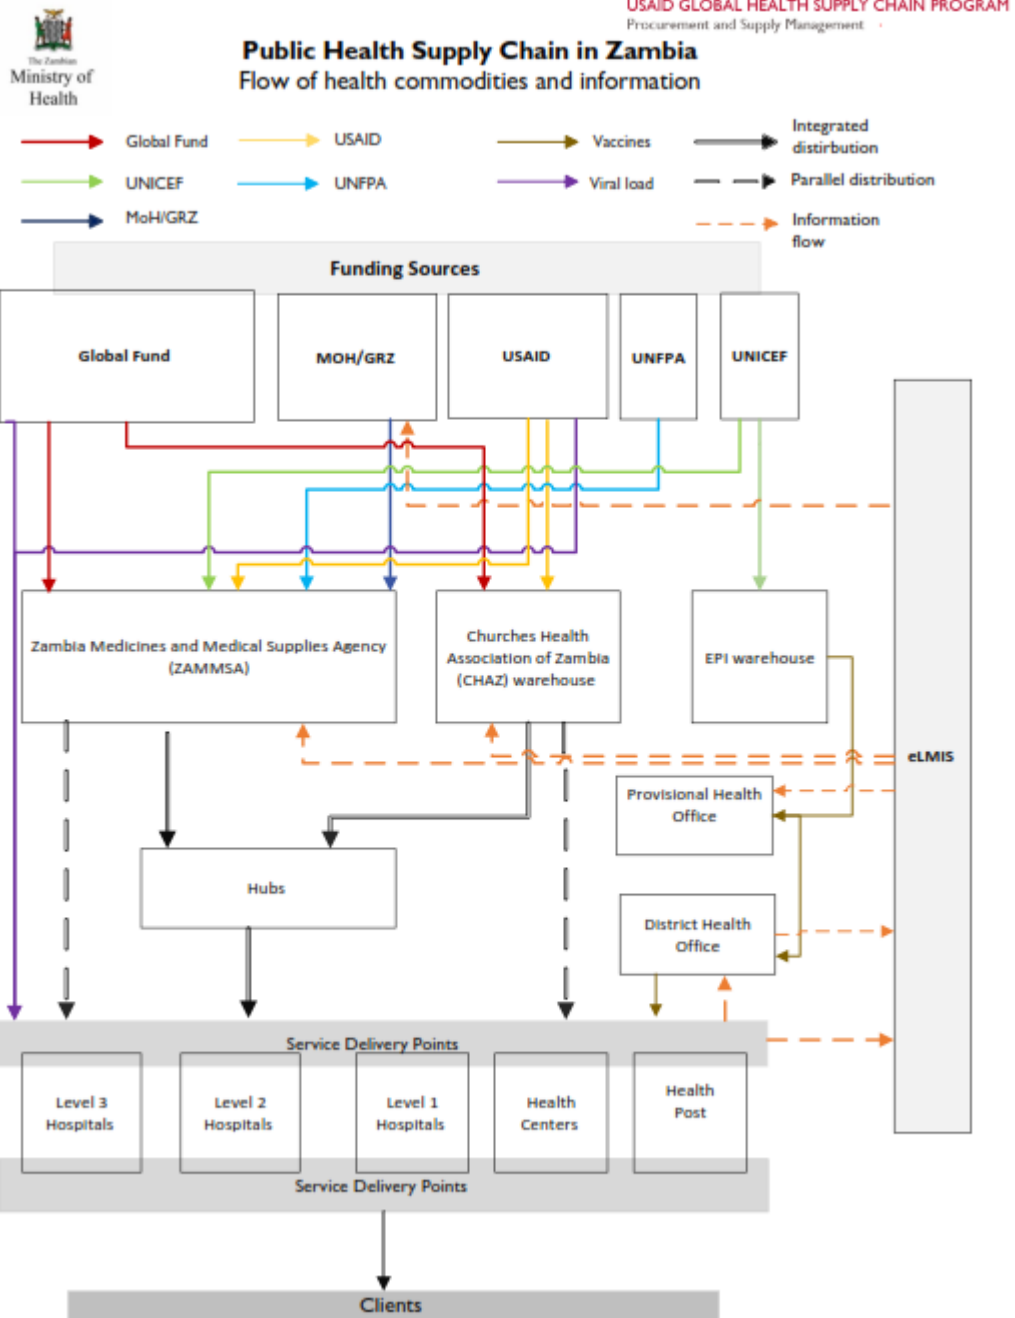 USAID GLOBAL HEALTH SUPPLY CHAIN PROGRAM
Procurement and Supply Management
The Zambian
Ministry of
Health
Public Health Supply Chain in Zambia
Flow of health commodities and information
Global Fund
USAID
Vaccines
Integrated
distirbution
UNICEF
UNFPA
Viral load
Parallel distribution
MoH/GRZ
Information
flow
Funding Sources
Global Fund
MOH/GRZ
USAID
UNFPA
UNICEF
Zambia Medicines and Medical Supplies Agency
(ZAMMSA)
Churches Health
Association of Zambia
(CHAZ) warehouse
EPI warehouse
eLMIS
Provisional Health
Office
Hubs
District Health
Office
Service Delivery Points
Level 3
Hospitals
Level 2
Hospitals
Level 1
Hospitals
Health
Centers
Health
Post
Service Delivery Points
Clients